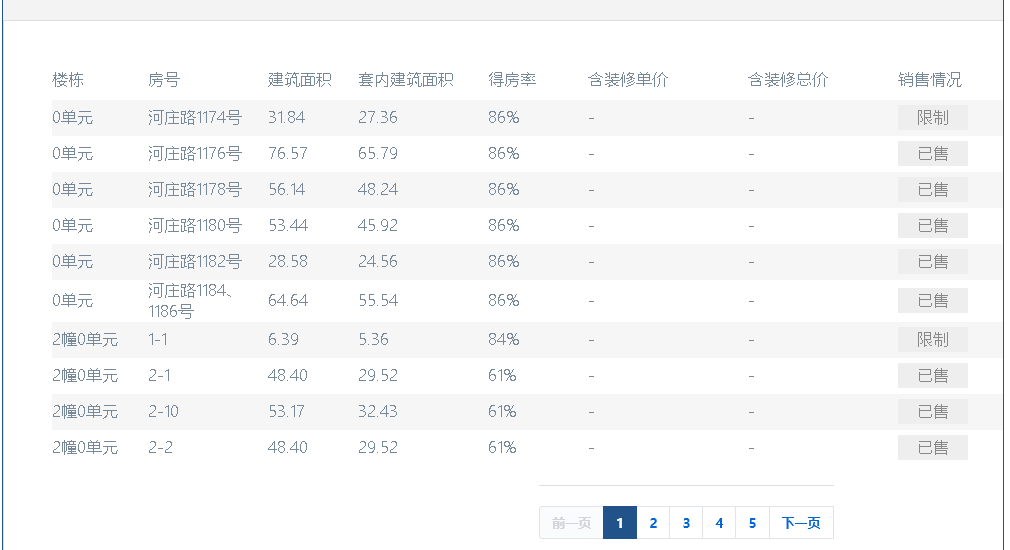 楼栋 房号 建筑面积 套内建筑面积 得房率 含装修单价 含装修总价 销售情况
0单元 河庄路1174号 31.84 27.36 86% - - 限制
0单元 河庄路1176号 76.57 65.79 86% - - 已售
0单元 河庄路1178号 56.14 48.24 86% - - 已售
0单元 河庄路1180号 53.44 45.92 86% - - 已售
0单元 河庄路1182号 28.58 24.56 86% - - 已售
0单元 河庄路1184、1186号 64.64 55.54 86% - - 已售
2幢0单元 1-1 6.39 5.36 84% - - 限制
2幢0单元 2-1 48.40 29.52 61% - - 已售
2幢0单元 2-10 53.17 32.43 61% - - 已售
2幢0单元 2-2 48.40 29.52 61% - - 已售
前一页 1 2 3 4 5 下一页